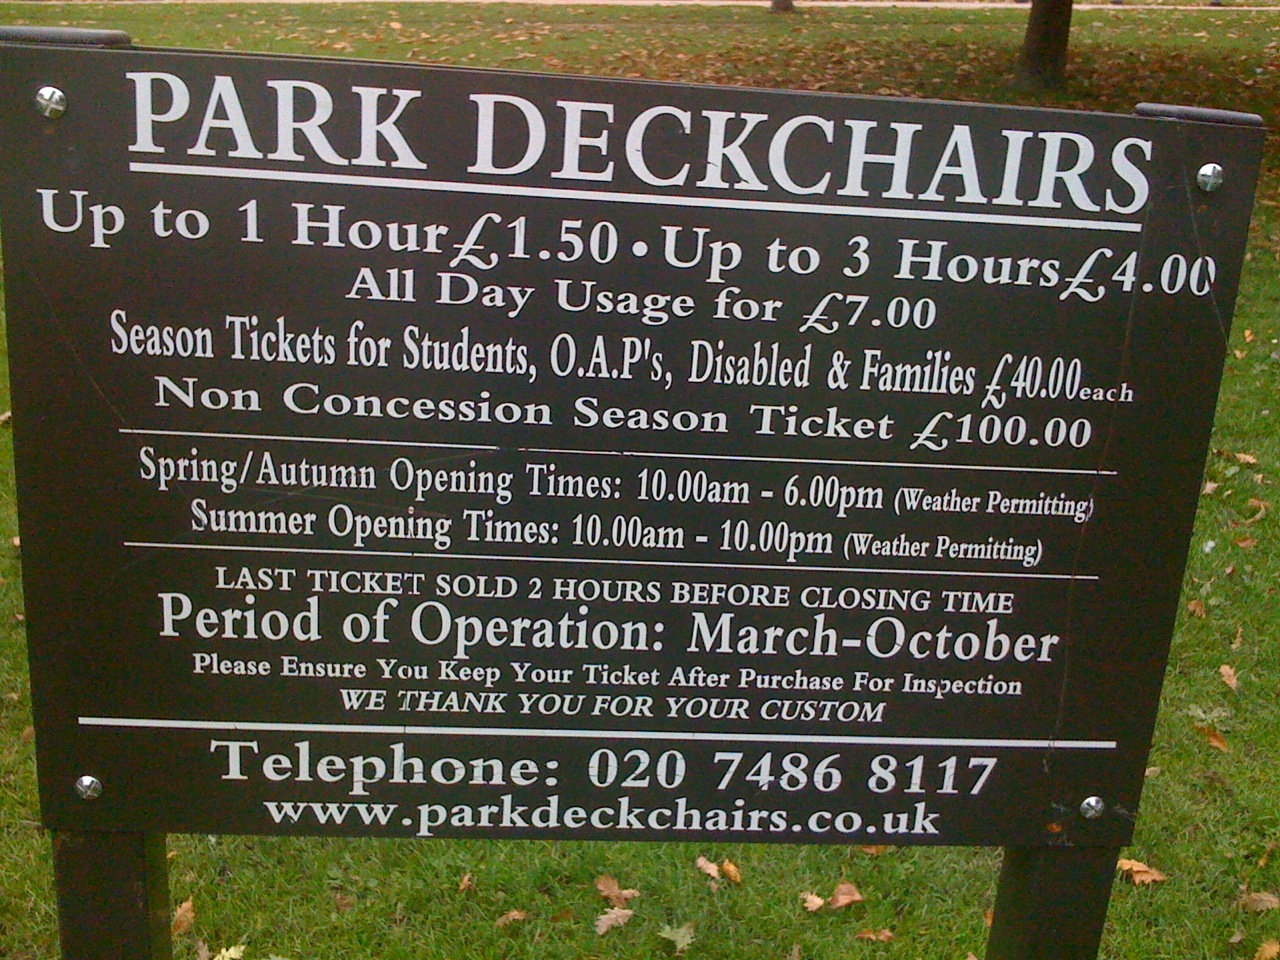 PARK DECKCHAIRS
Up to 1 Hour £1.50 • Up to 3 Hours £4.00
All Day Usage for £7.00
Season Tickets for Students, O.A.P's, Disabled & Families £40.00 each
Non Concession Season Ticket £100.00
Spring/Autumn Opening Times: 10.00am - 6.00pm (Weather Permitting)
Summer Opening Times: 10.00am - 10.00pm (Weather Permitting)
LAST TICKET SOLD 2 HOURS BEFORE CLOSING TIME
Period of Operation: March-October
Please Ensure You Keep Your Ticket After Purchase For Inspection
WE THANK YOU FOR YOUR CUSTOM
Telephone: 020 7486 8117
www.parkdeckchairs.co.uk